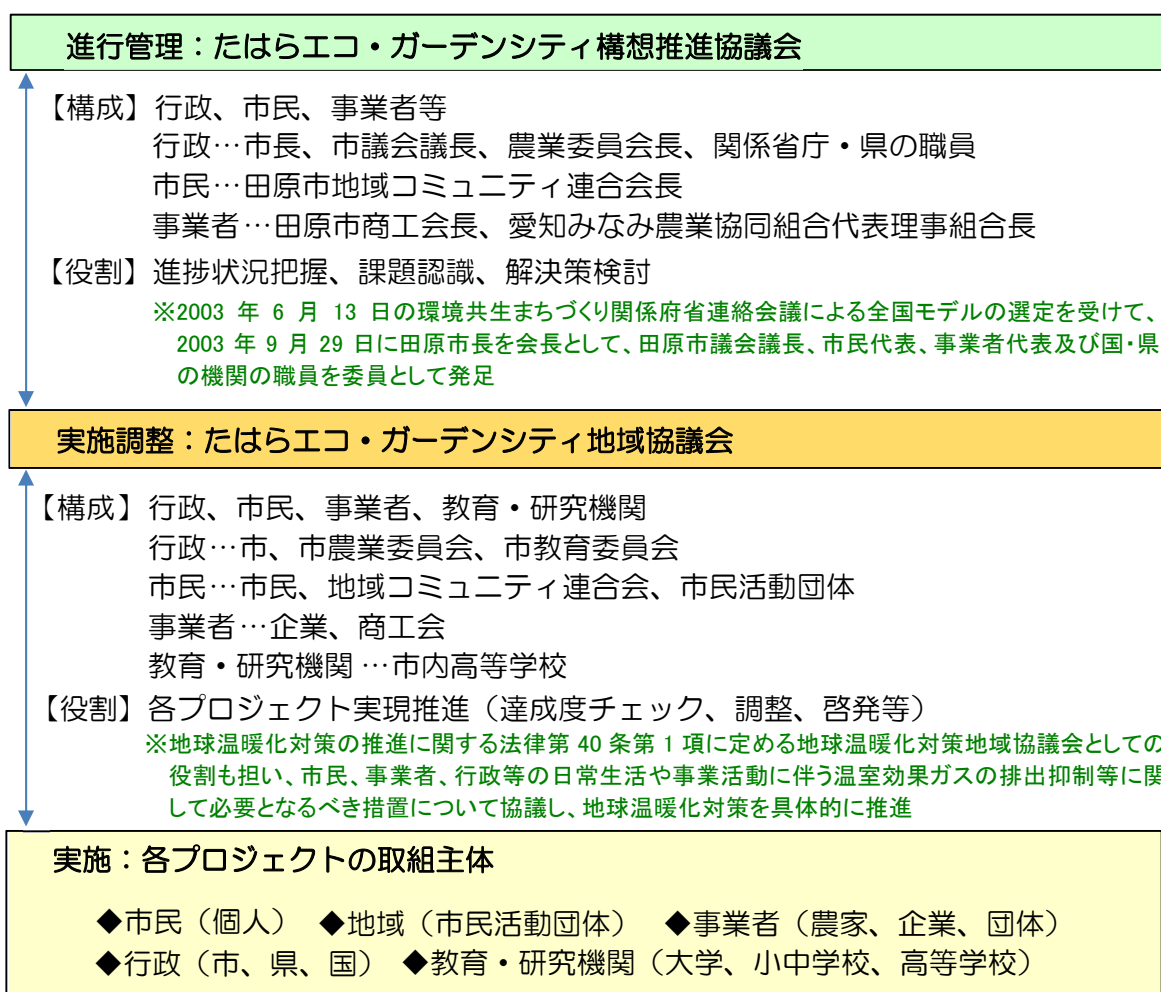 進行管理：たはらエコ・ガーデンシティ構想推進協議会
【構成】行政、市民、事業者等
行政…市長、市議会議長、農業委員会長、関係省庁・県の職員
市民…田原市地域コミュニティ連合会長
事業者…田原市商工会長、愛知みなみ農業協同組合代表理事組合長
【役割】進捗状況把握、課題認識、解決策検討
※2003 年 6 月 13 日の環境共生まちづくり関係府省連絡会議による全国モデルの選定を受けて、
2003 年 9 月 29 日に田原市長を会長として、田原市議会議長、市民代表、事業者代表及び国・県
の機関の職員を委員として発足
実施調整：たはらエコ・ガーデンシティ地域協議会
【構成】行政、市民、事業者、教育・研究機関
行政…市、市農業委員会、市教育委員会
市民…市民、地域コミュニティ連合会、市民活動団体
事業者…企業、商工会
教育・研究機関…市内高等学校
【役割】各プロジェクト実現推進（達成度チェック、調整、啓発等）
※地球温暖化対策の推進に関する法律第 40 条第 1 項に定める地球温暖化対策地域協議会としての
役割も担い、市民、事業者、行政等の日常生活や事業活動に伴う温室効果ガスの排出抑制等に関
して必要となるべき措置について協議し、地球温暖化対策を具体的に推進
実施：各プロジェクトの取組主体
◆市民（個人） ◆地域（市民活動団体） ◆事業者（農家、企業、団体）
◆行政（市、県、国） ◆教育・研究機関（大学、小中学校、高等学校）